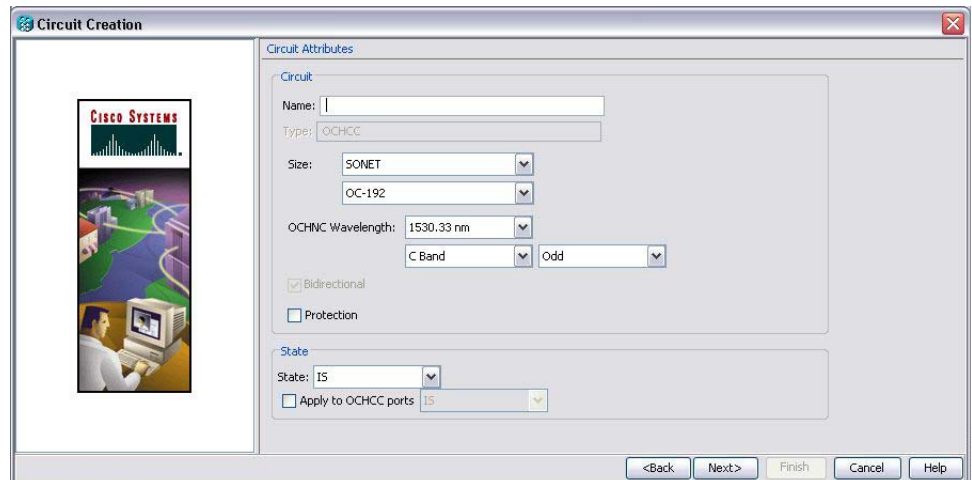 Circuit Creation
Circuit Attributes
CISCO SYSTEMS
Circuit
Name:
Type: OCHCC
Size: SONET
OC-192
OCHNC Wavelength: 1530.33 nm
C Band Odd
Bidirectional
Protection
State
State: IS
Apply to OCHCC ports IS
<Back Next> Finish Cancel Help